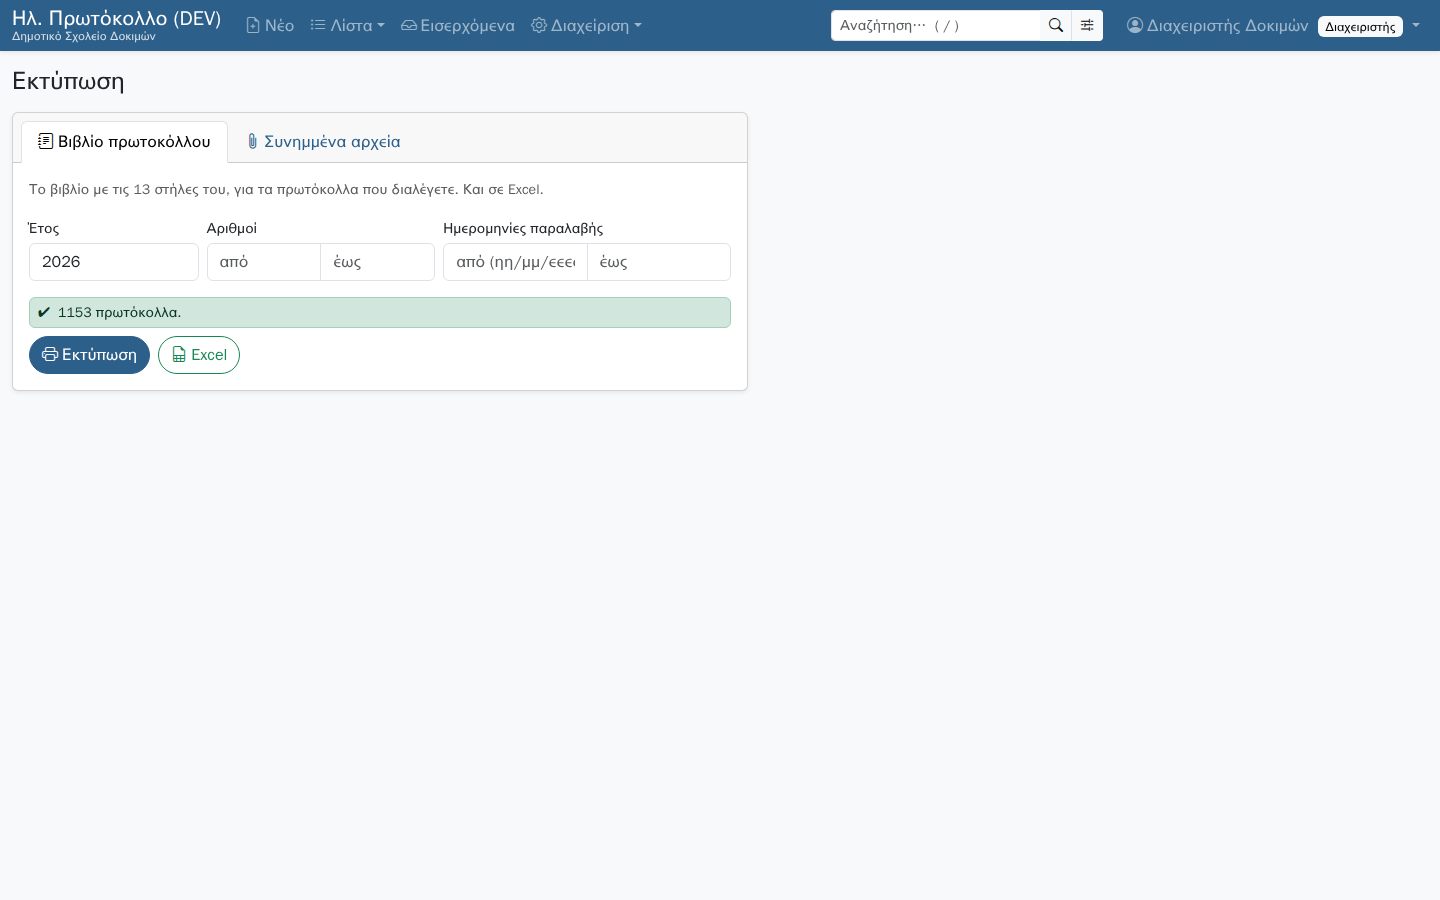 Ηλ. Πρωτόκολλο (DEV)
Δημοτικό Σχολείο Δοκιμών
Νέο
Λίστα
Εισερχόμενα
Διαχείριση
Αναζήτηση… ( / )
Διαχειριστής Δοκιμών
Διαχειριστής
Εκτύπωση
Βιβλίο πρωτοκόλλου
Συνημμένα αρχεία
Το βιβλίο με τις 13 στήλες του, για τα πρωτόκολλα που διαλέγετε. Και σε Excel.
Έτος
Αριθμοί
Ημερομηνίες παραλαβής
2026
από
έως
από (ηη/μμ/εεε
έως
✔ 1153 πρωτόκολλα.
Εκτύπωση
Excel